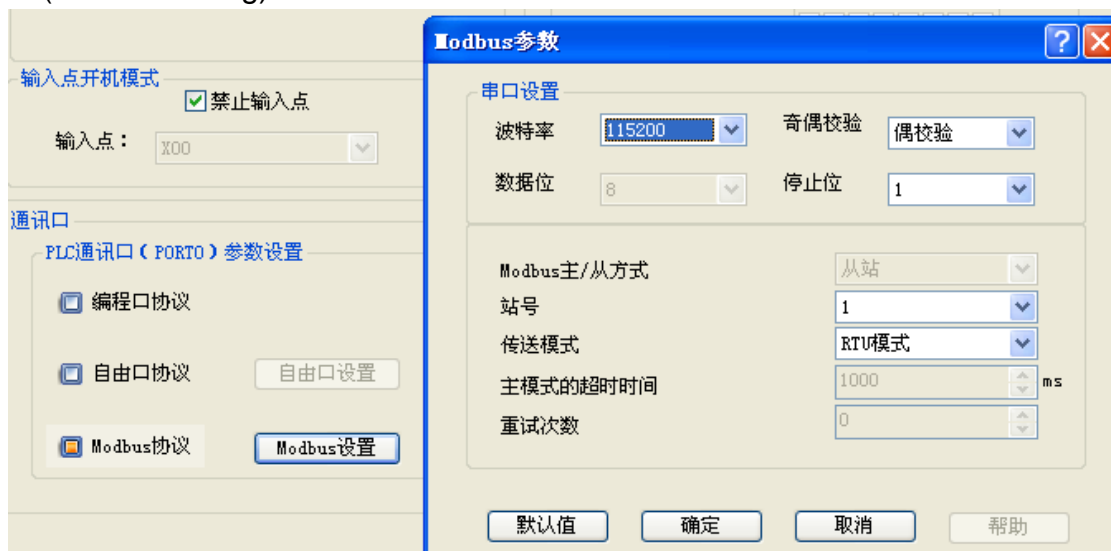 Modbus参数
输入点开机模式
禁止输入点
输入点：
X00
串口设置
波特率 115200 奇偶校验 偶校验
数据位 8 停止位 1
通讯口
PLC通讯口（PORT0）参数设置
编程口协议
自由口协议 自由口设置
Modbus协议 Modbus设置
Modbus主/从方式 从站
站号 1
传送模式 RTU模式
主模式的超时时间 1000 ms
重试次数 0
默认值 确定 取消 帮助